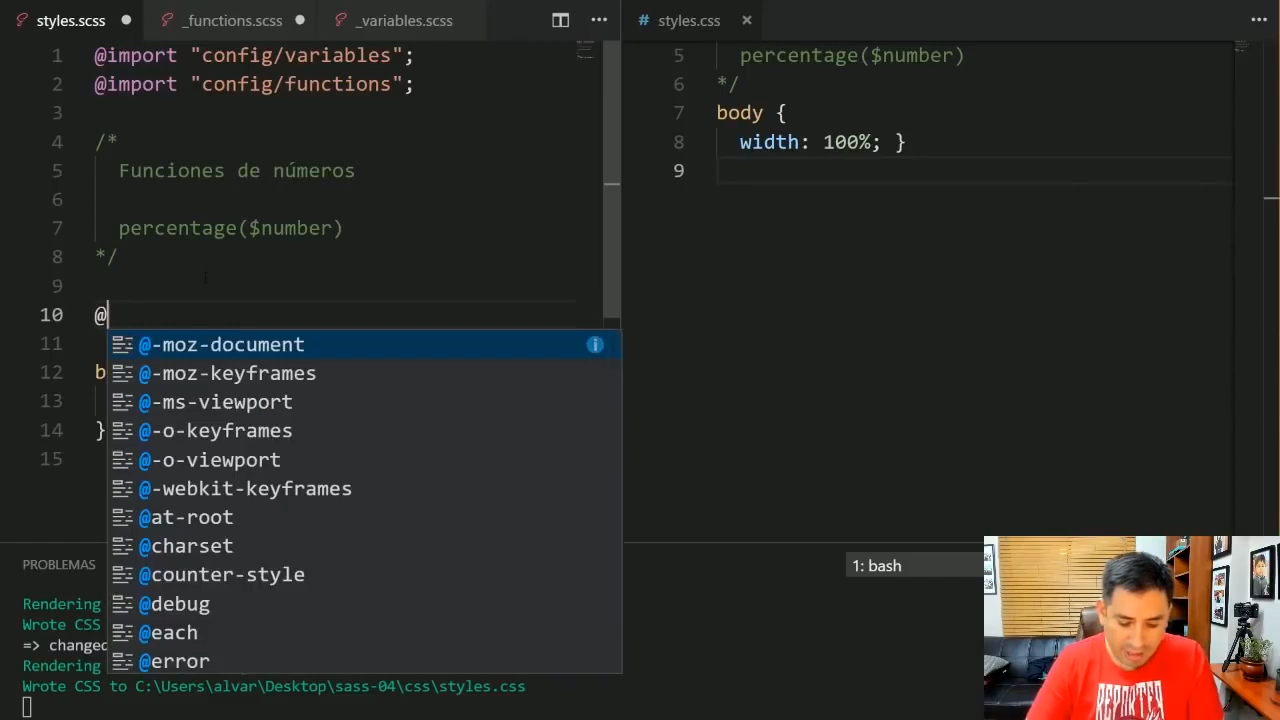 styles.scss
_functions.scss
_variables.scss
1 @import "config/variables";
2 @import "config/functions";
3
4 /*
5 Funciones de números
6
7 percentage($number)
8 */
9
10 @
11
12 b
13
14 }
15
@-moz-document
@-moz-keyframes
@-ms-viewport
@-o-keyframes
@-o-viewport
@-webkit-keyframes
@at-root
@charset
@counter-style
@debug
@each
@error
# styles.css
5 percentage($number)
6 */
7 body {
8 width: 100%; }
9
PROBLEMAS
1: bash
Rendering
Wrote CSS
=> changed
Rendering
Wrote CSS to C:\Users\alvar\Desktop\sass-04\css\styles.css
REPORTER